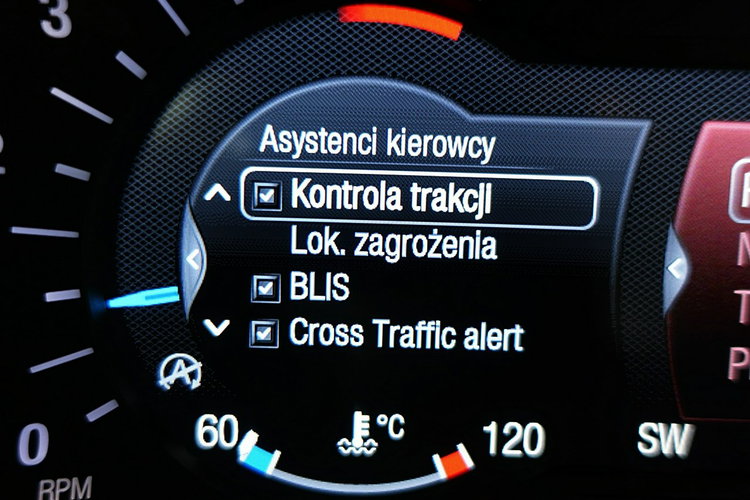 3
Asystenci kierowcy
Kontrola trakcji
Lok. zagrożenia
BLIS
Cross Traffic alert
A
60 °C 120
SW
0
RPM